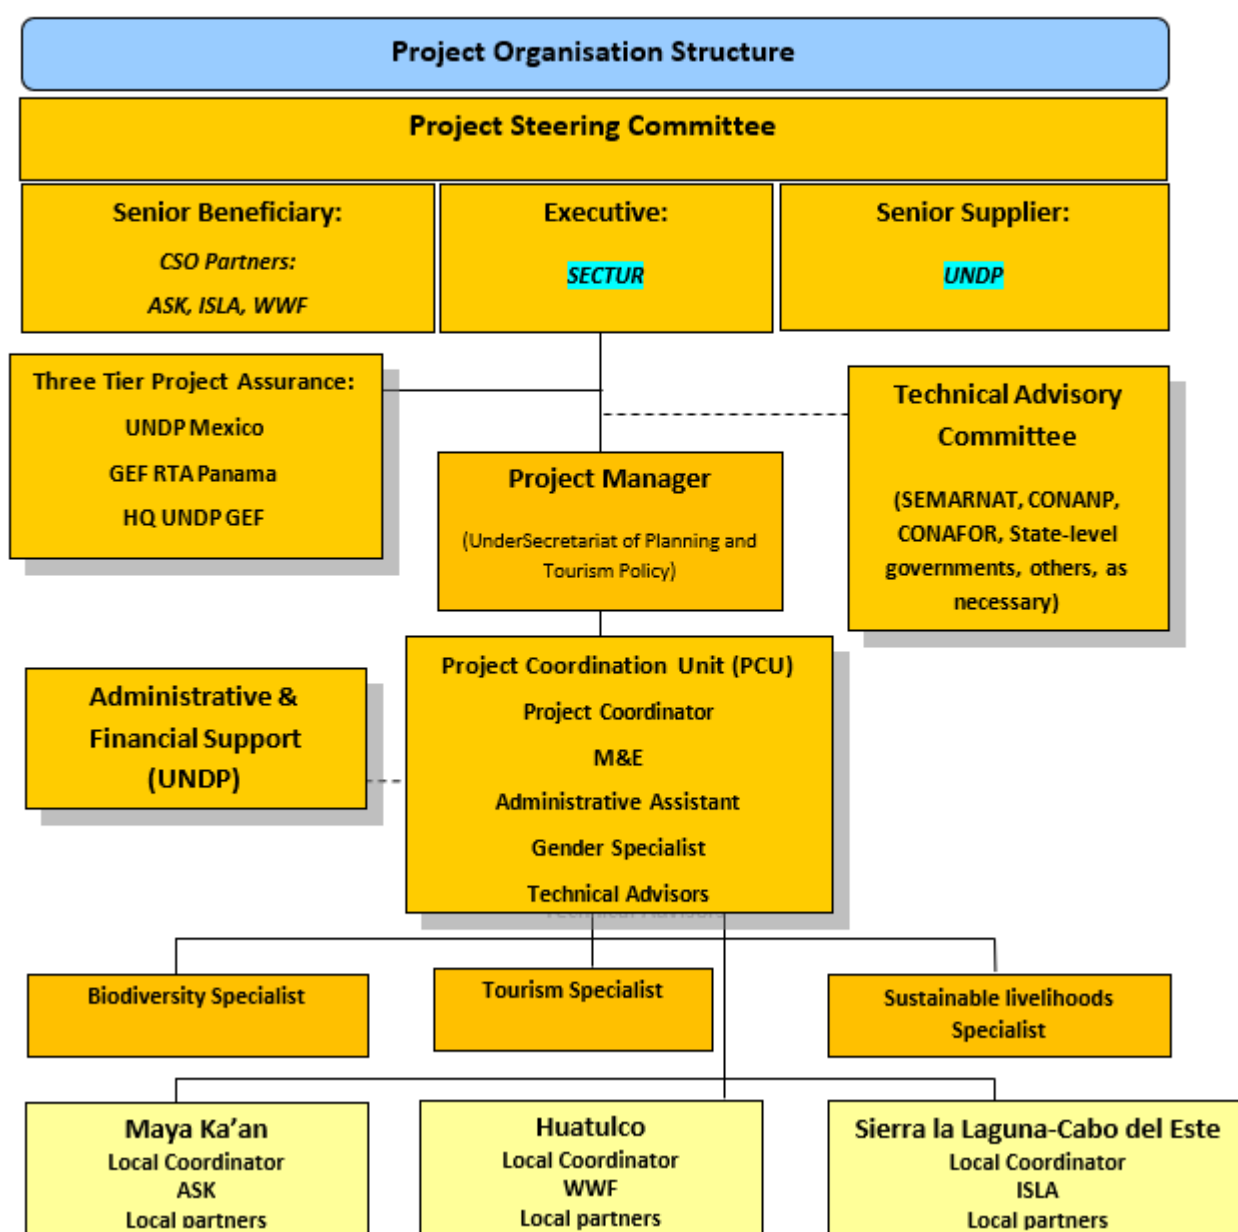 Project Organisation Structure
Project Steering Committee
Senior Beneficiary:
CSO Partners:
ASK, ISLA, WWF
Executive:
SECTUR
Senior Supplier:
UNDP
Three Tier Project Assurance:
UNDP Mexico
GEF RTA Panama
HQ UNDP GEF
Technical Advisory
Committee
(SEMARNAT, CONANP,
CONAFOR, State-level
governments, others, as
necessary)
Project Manager
(UnderSecretariat of Planning and
Tourism Policy)
Project Coordination Unit (PCU)
Project Coordinator
M&E
Administrative Assistant
Gender Specialist
Technical Advisors
Administrative &
Financial Support
(UNDP)
Biodiversity Specialist
Tourism Specialist
Sustainable livelihoods
Specialist
Maya Ka’an
Local Coordinator
ASK
Local partners
Huatulco
Local Coordinator
WWF
Local partners
Sierra la Laguna-Cabo del Este
Local Coordinator
ISLA
Local partners